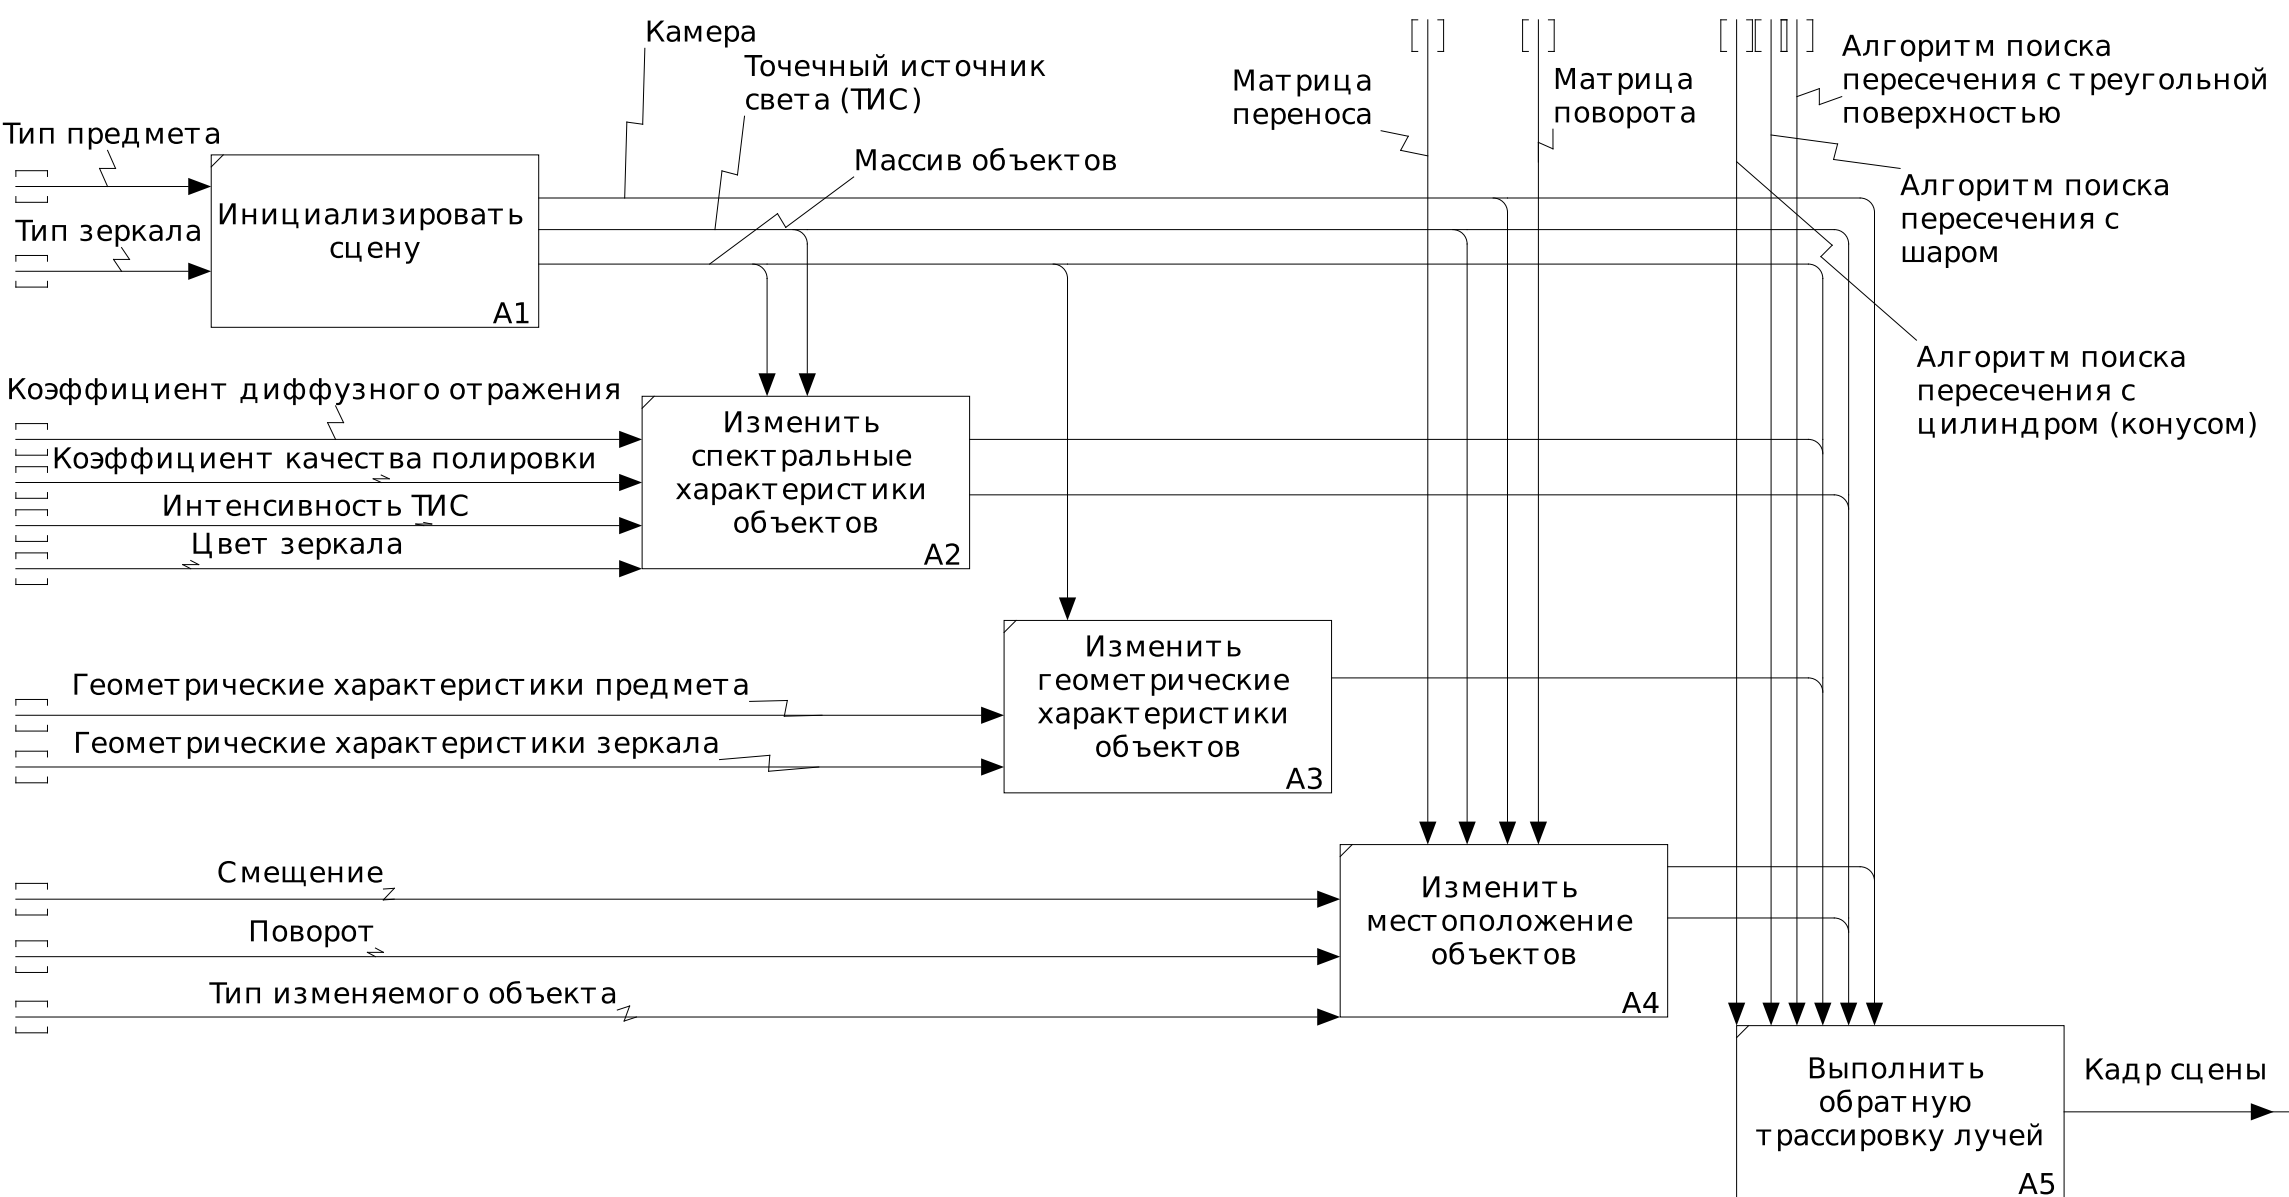 Камера
Точечный источник
света (ТИС)
Массив объектов
Матрица
переноса
Матрица
поворота
Алгоритм поиска
пересечения с треугольной
поверхностью
Алгоритм поиска
пересечения с
шаром
Алгоритм поиска
пересечения с
цилиндром (конусом)
Тип предмета
Тип зеркала
Инициализировать
сцену
A1
Коэффициент диффузного отражения
Коэффициент качества полировки
Интенсивность ТИС
Цвет зеркала
Изменить
спектральные
характеристики
объектов
A2
Геометрические характеристики предмета
Геометрические характеристики зеркала
Изменить
геометрические
характеристики
объектов
A3
Смещение
Поворот
Тип изменяемого объекта
Изменить
местоположение
объектов
A4
Выполнить
обратную
трассировку лучей
A5
Кадр сцены